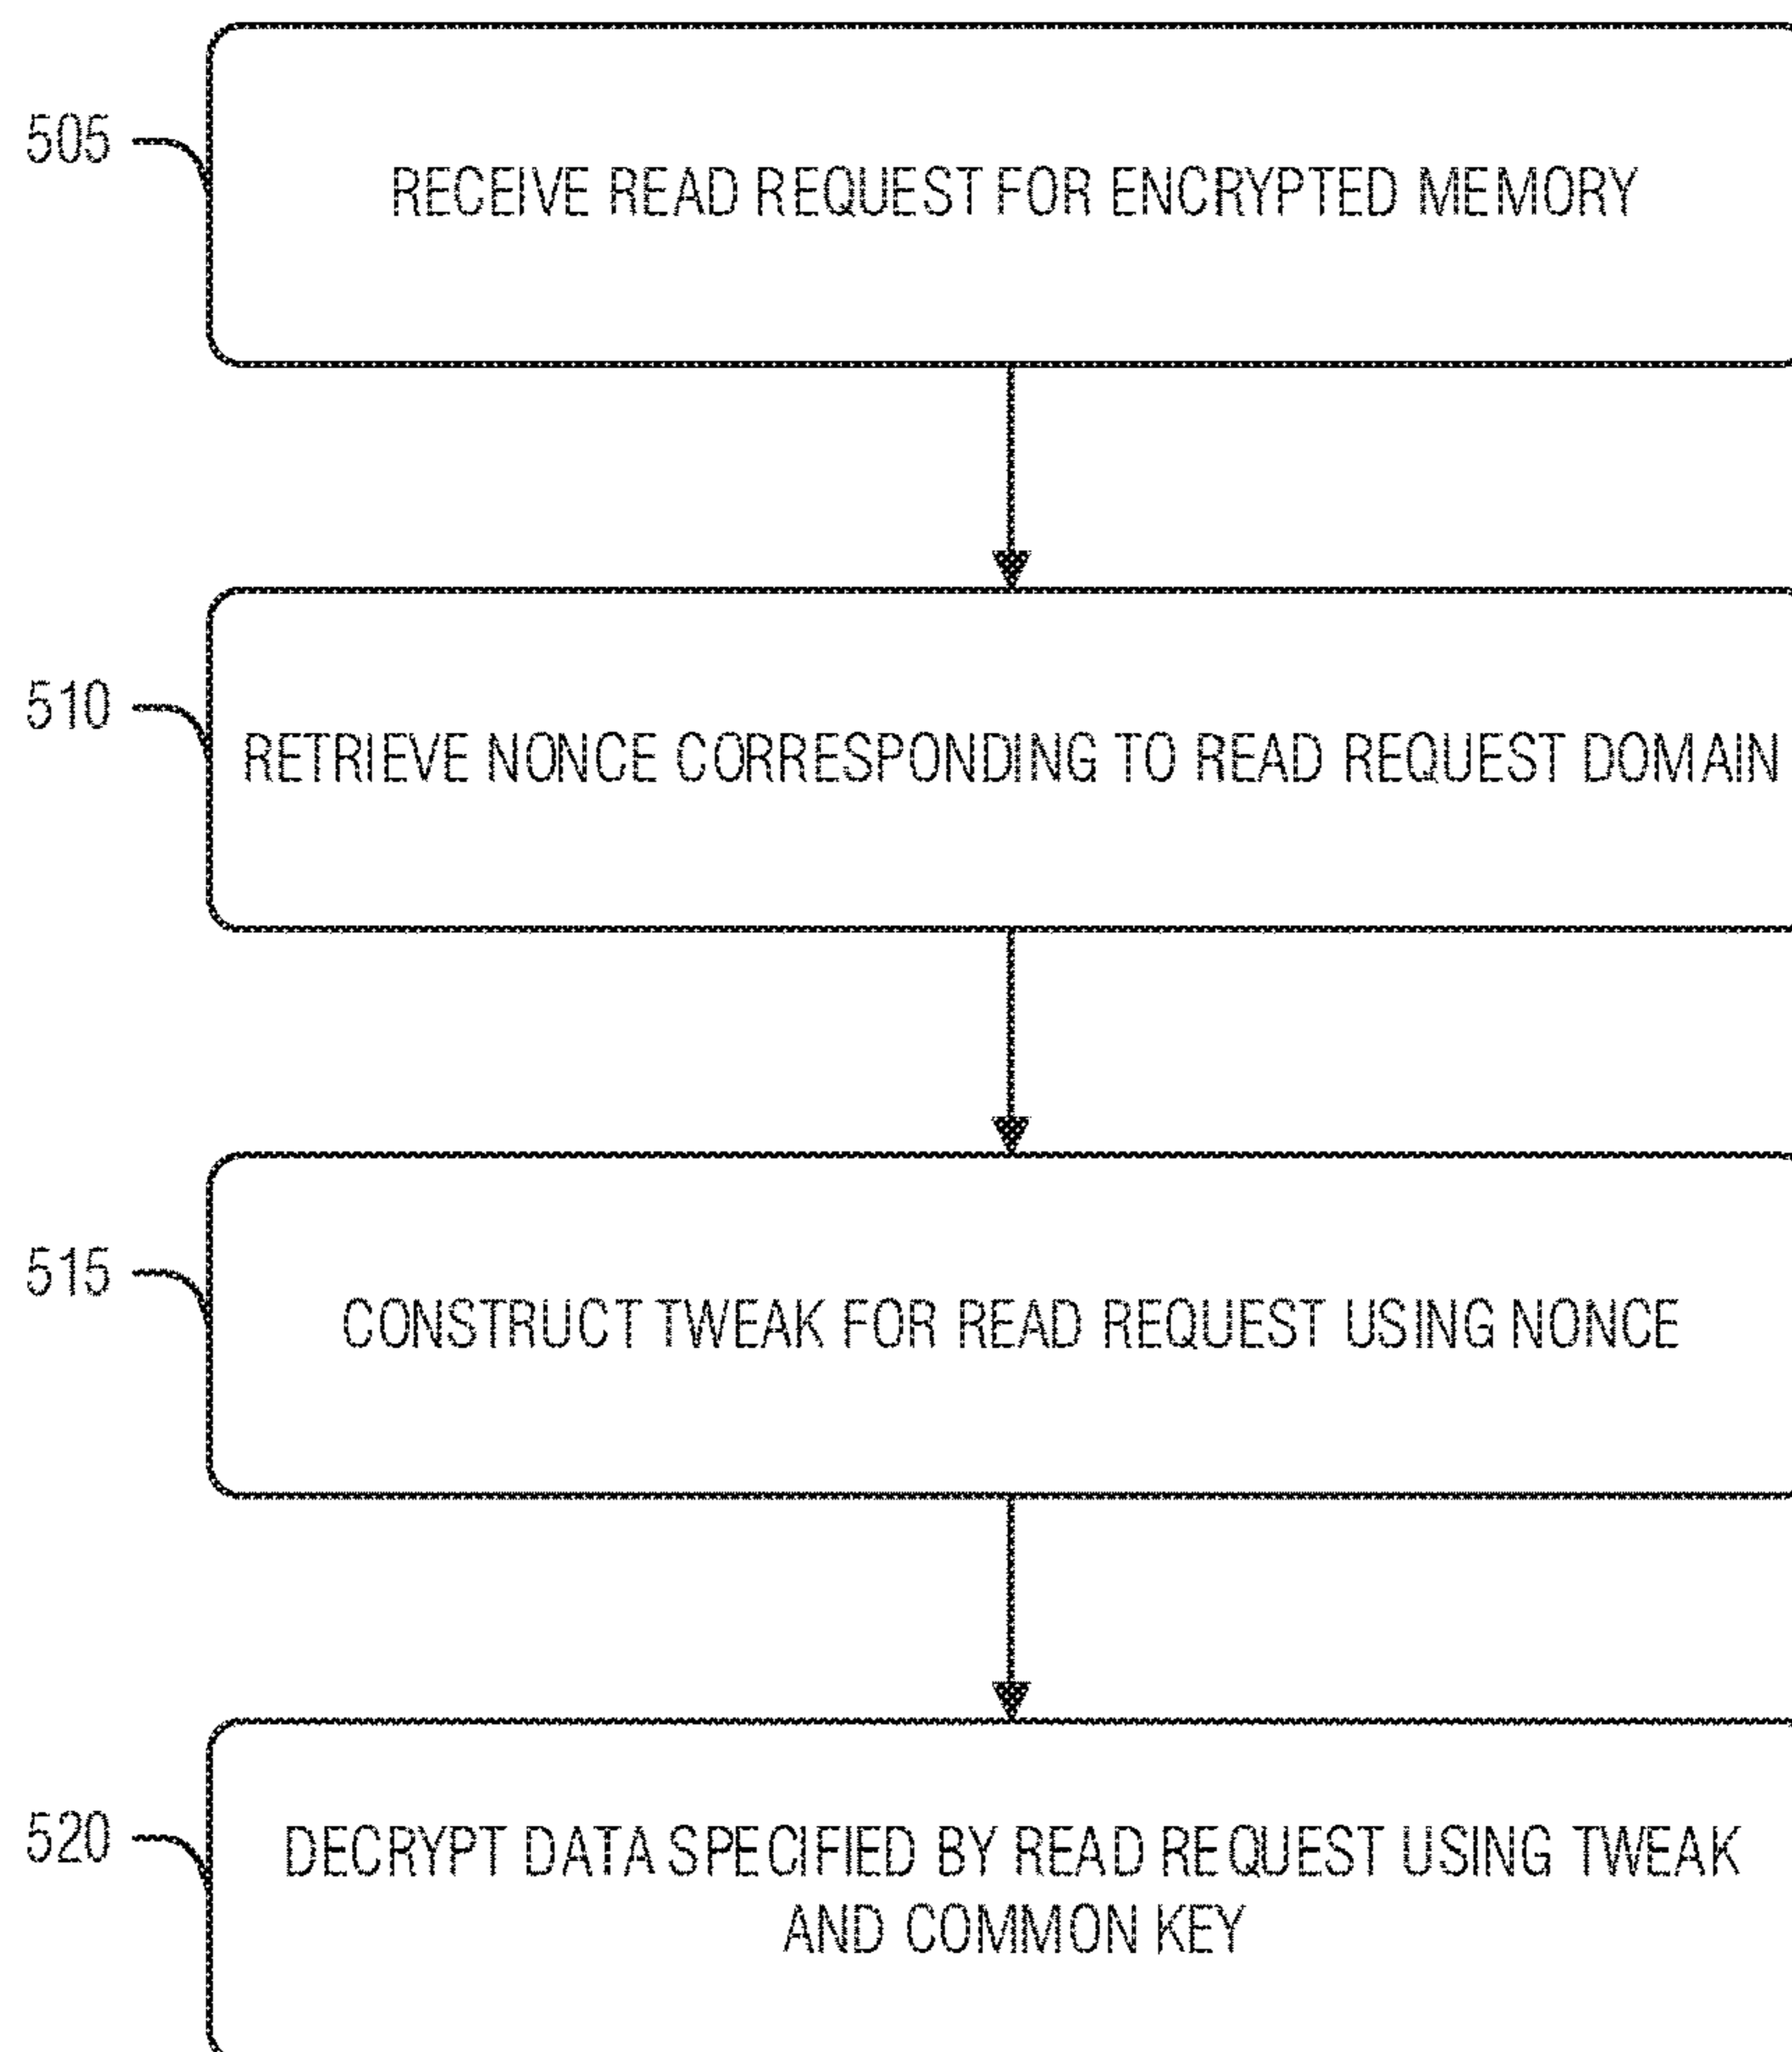 505
RECEIVE READ REQUEST FOR ENCRYPTED MEMORY
510
RETRIEVE NONCE CORRESPONDING TO READ REQUEST DOMAIN
515
CONSTRUCT TWEAK FOR READ REQUEST USING NONCE
520
DECRYPT DATA SPECIFIED BY READ REQUEST USING TWEAK
AND COMMON KEY